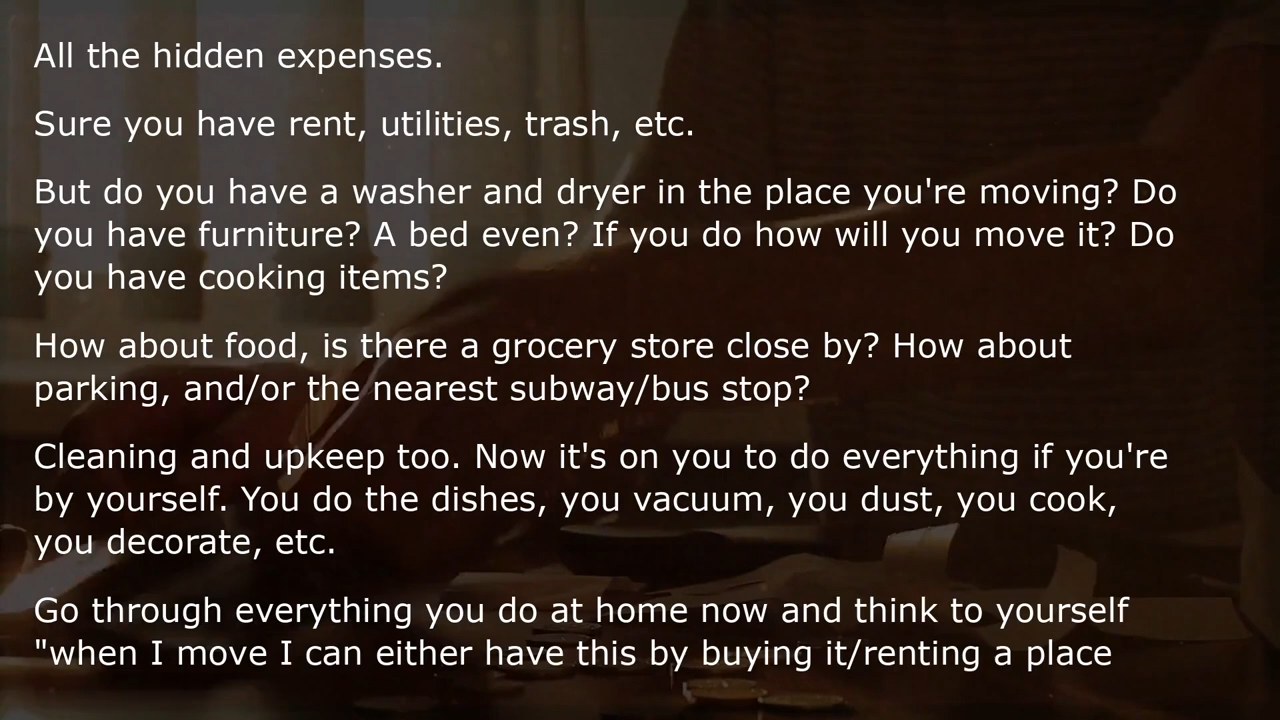 All the hidden expenses.
Sure you have rent, utilities, trash, etc.
But do you have a washer and dryer in the place you're moving? Do
you have furniture? A bed even? If you do how will you move it? Do
you have cooking items?
How about food, is there a grocery store close by? How about
parking, and/or the nearest subway/bus stop?
Cleaning and upkeep too. Now it's on you to do everything if you're
by yourself. You do the dishes, you vacuum, you dust, you cook,
you decorate, etc.
Go through everything you do at home now and think to yourself
"when I move I can either have this by buying it/renting a place